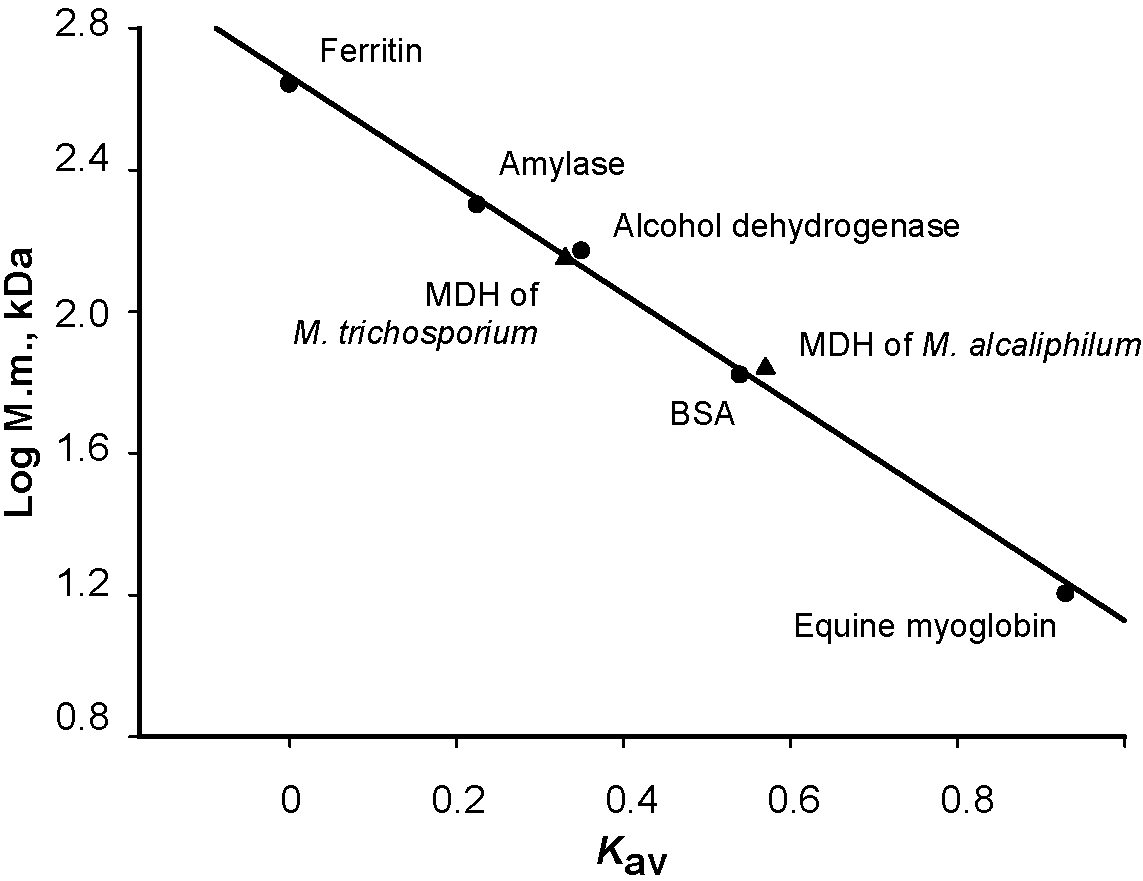 2.8
2.4
2.0
1.6
1.2
0.8
Log M.m., kDa
Ferritin
Amylase
Alcohol dehydrogenase
MDH of
M. trichosporium
MDH of M. alcaliphilum
BSA
Equine myoglobin
0 0.2 0.4 0.6 0.8
Kav